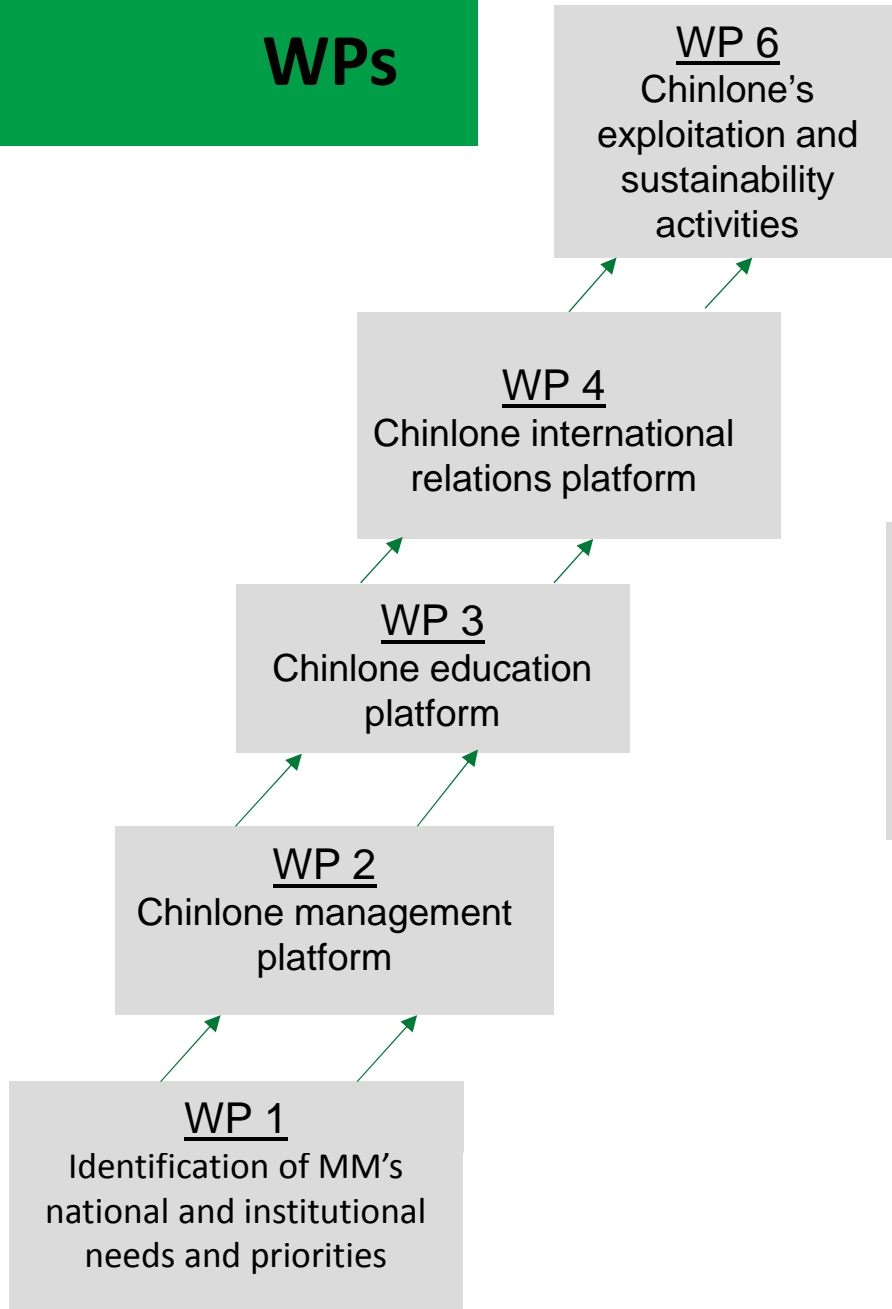 WPs
WP 6
Chinlone’s
exploitation and
sustainability
activities
WP 4
Chinlone international
relations platform
WP 3
Chinlone education
platform
WP 2
Chinlone management
platform
WP 1
Identification of MM’s
national and institutional
needs and priorities